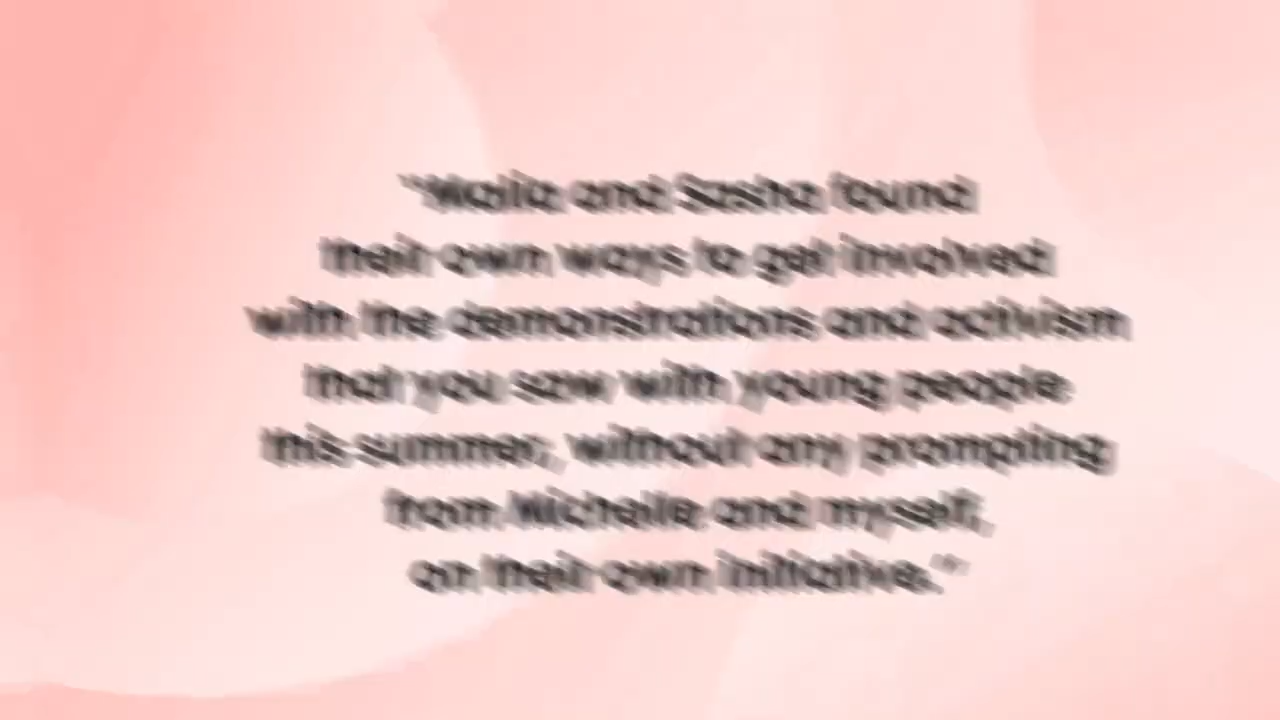 "Malia and Sasha found
their own ways to get involved
with the demonstrations and activism
that you saw with young people
this summer, without any prompting
from Michelle and myself,
on their own initiative."